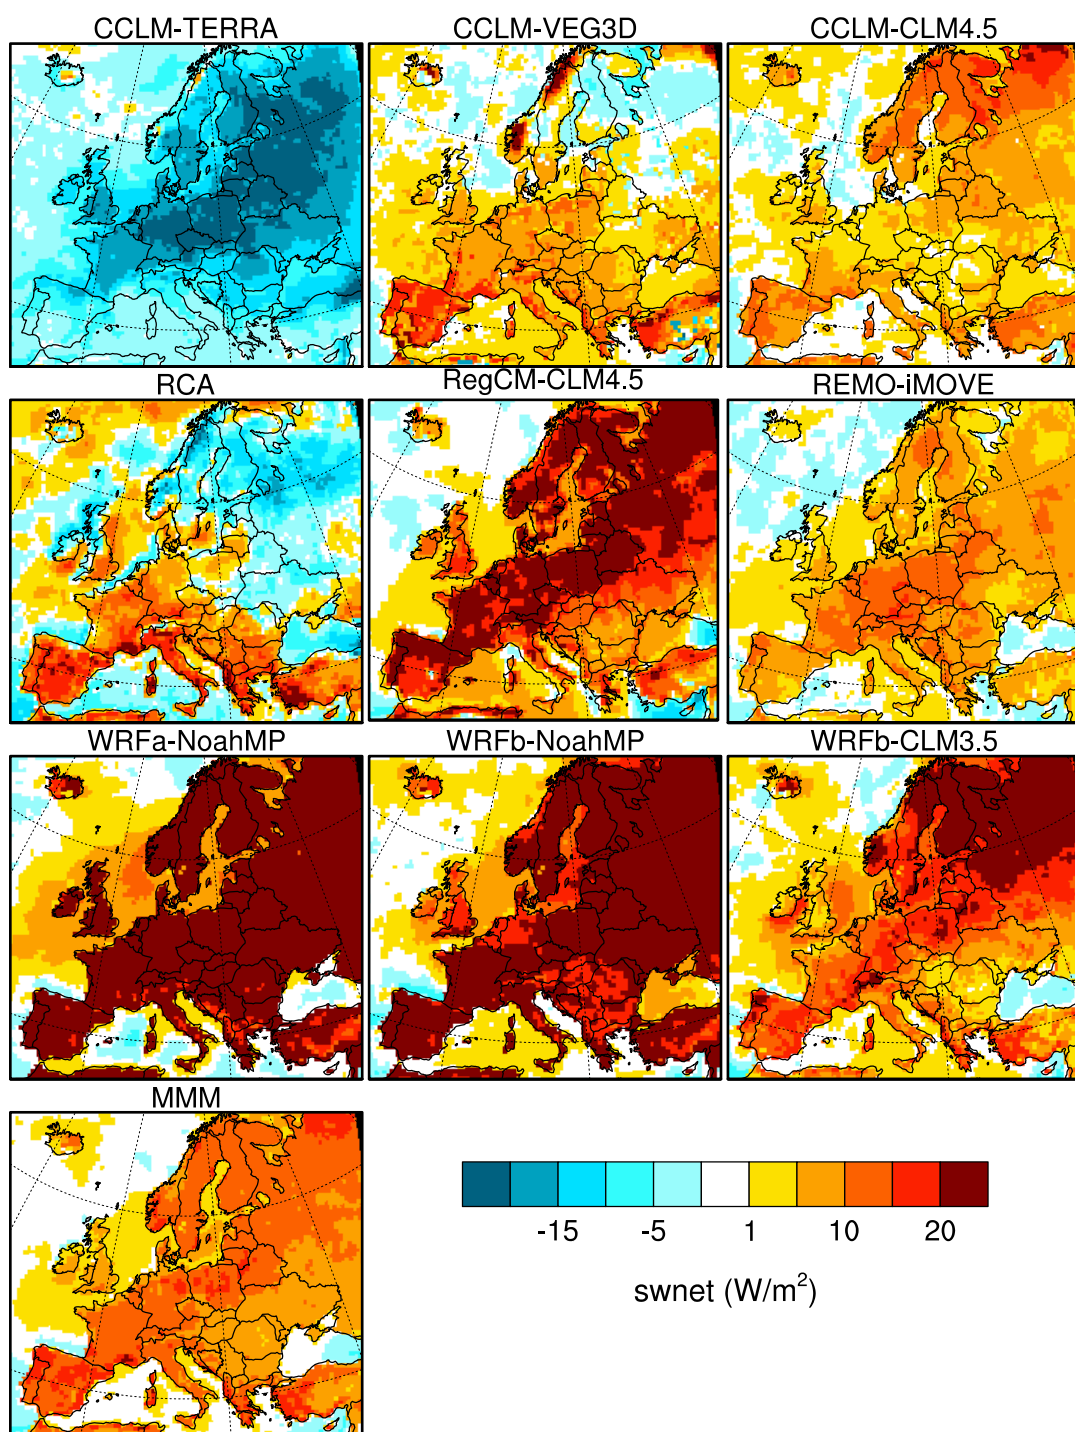 CCLM-TERRA CCLM-VEG3D CCLM-CLM4.5
RCA RegCM-CLM4.5 REMO-iMOVE
WRFa-NoahMP WRFb-NoahMP WRFb-CLM3.5
MMM
-15 -5 1 10 20
swnet (W/m²)